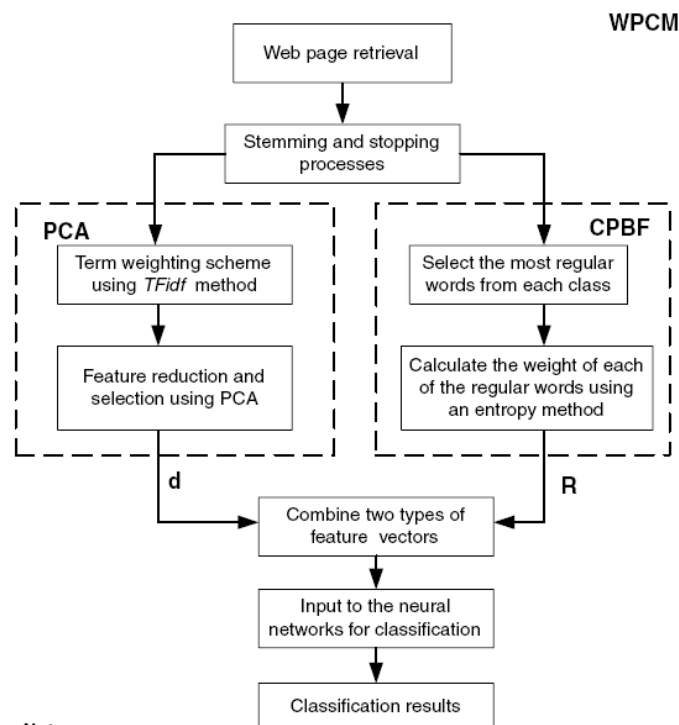 WPCM
Web page retrieval
Stemming and stopping
processes
PCA
Term weighting scheme
using TFidf method
Feature reduction and
selection using PCA
d
CPBF
Select the most regular
words from each class
Calculate the weight of each
of the regular words using
an entropy method
R
Combine two types of
feature vectors
Input to the neural
networks for classification
Classification results